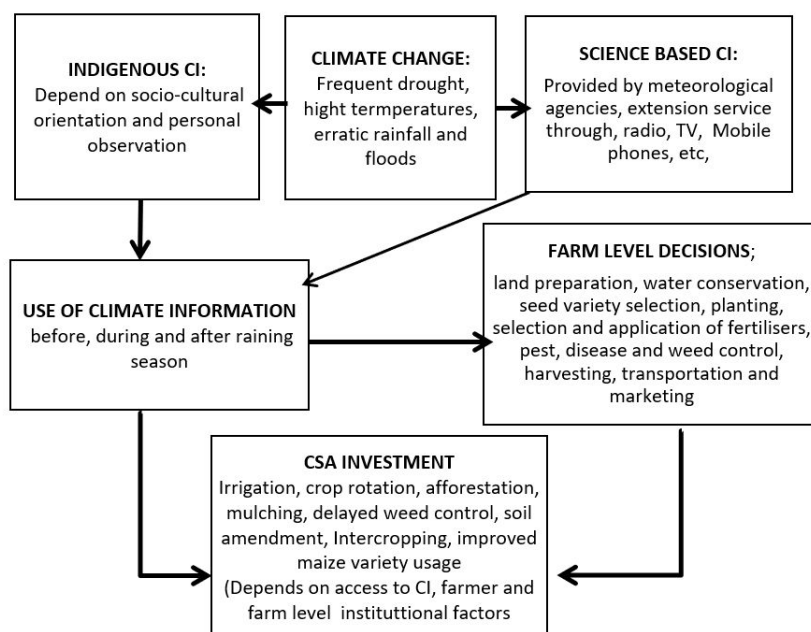 INDIGENOUS CI:
Depend on socio-cultural
orientation and personal
observation
CLIMATE CHANGE:
Frequent drought,
hight termperatures,
erratic rainfall and
floods
SCIENCE BASED CI:
Provided by meteorological
agencies, extension service
through, radio, TV, Mobile
phones, etc,
USE OF CLIMATE INFORMATION
before, during and after raining
season
FARM LEVEL DECISIONS;
land preparation, water conservation,
seed variety selection, planting,
selection and application of fertilisers,
pest, disease and weed control,
harvesting, transportation and
marketing
CSA INVESTMENT
Irrigation, crop rotation, afforestation,
mulching, delayed weed control, soil
amendment, Intercropping, improved
maize variety usage
(Depends on access to CI, farmer and
farm level instituttional factors